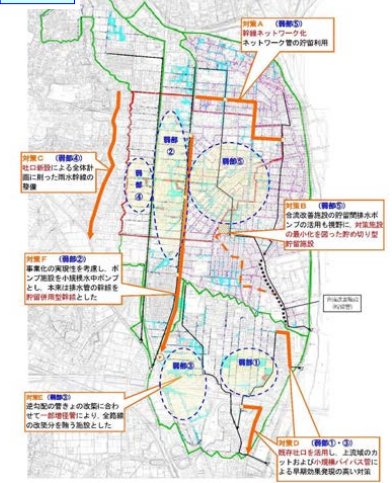 対策A (弱部⑤)
幹線ネットワーク化
ネットワーク管の貯留利用
弱部
②
弱部⑤
対策C (弱部④)
吐口新設による全体計
画に則った雨水幹線の
整備
弱
部
④
対策B (弱部⑤)
合流改善施設の貯留間排水ポ
ンプの活用も視野に、対策施設
の最小化を図った貯め切り型
貯留施設
対策F (弱部②)
事業化の実現性を考慮し、ポ
ンプ施設を小規模水中ポンプ
とし、本来は排水管の幹線を
貯留併用型幹線とした
弱部③
弱部①
対策E (弱部③)
逆勾配の管きょの改築に合
わせて一部増径管により、全路線
の改築分を賄う施設とした
対策D (弱部①・③)
既存吐口を活用し、上流域のカ
ットおよび小規模バイパス管に
よる早期効果発現の高い対策